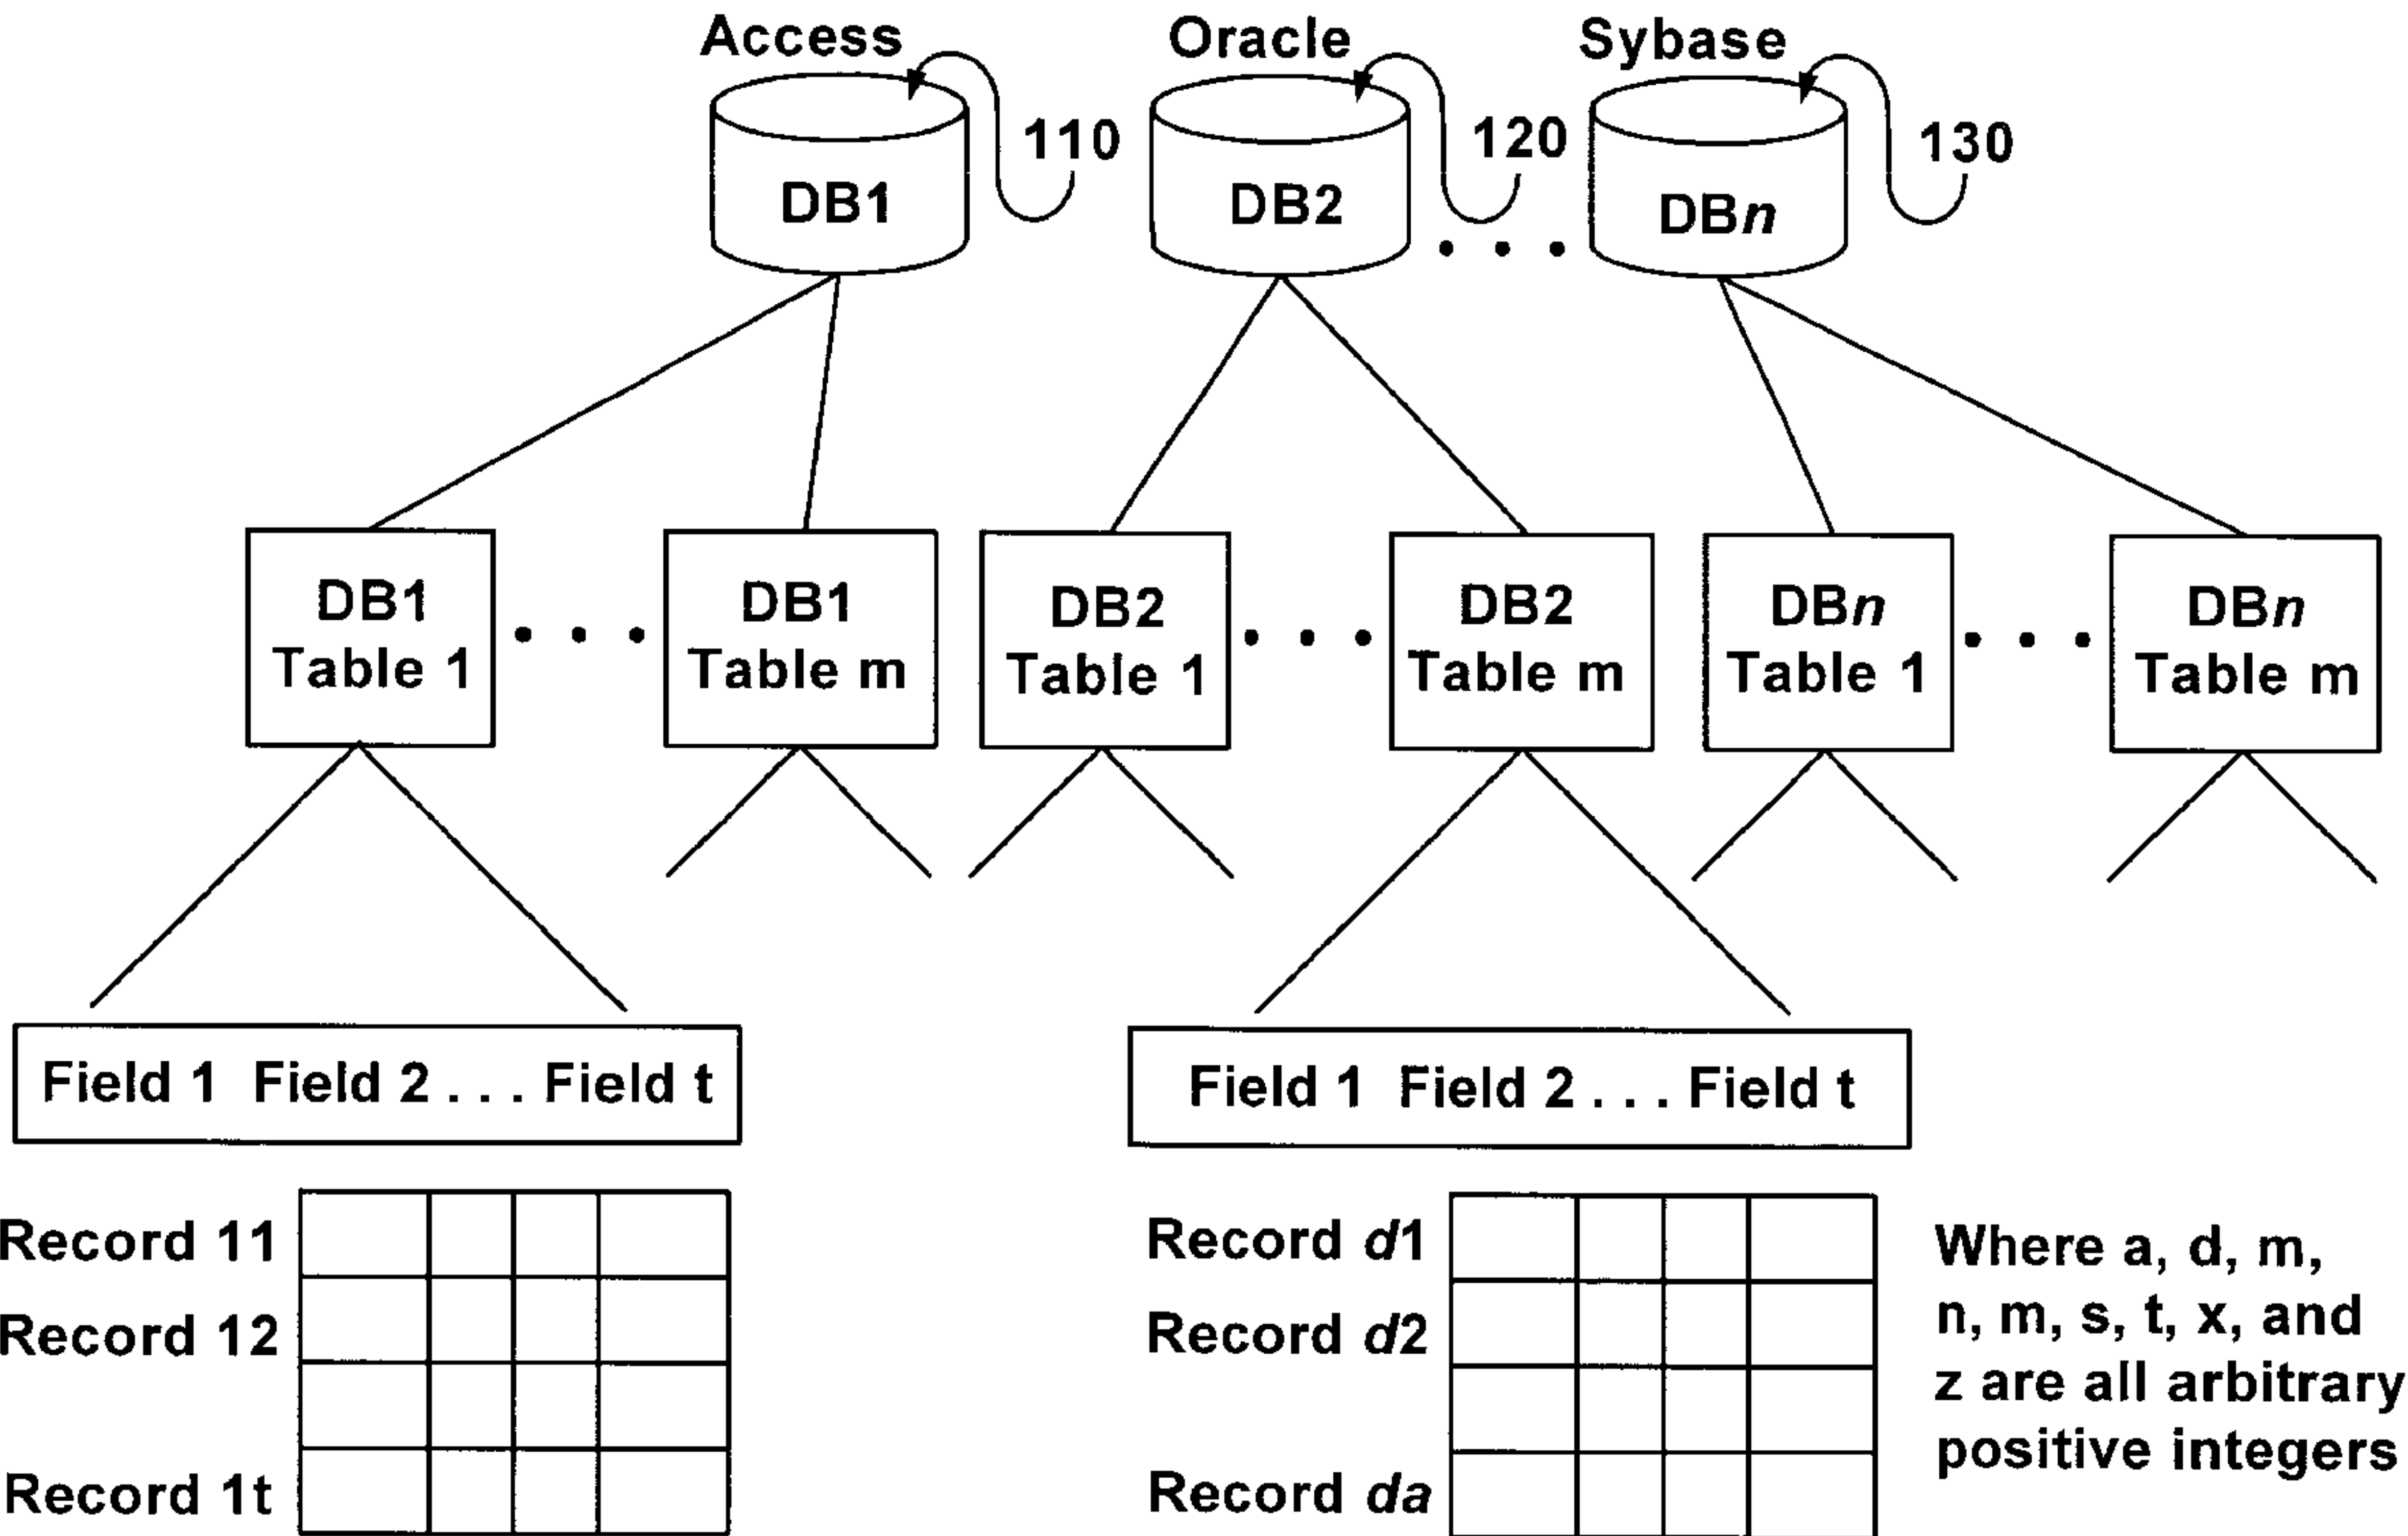 Access
Oracle
Sybase
110
120
130
DB1
DB2
DBn
. . .
DB1
Table 1
. . .
DB1
Table m
DB2
Table 1
. . .
DB2
Table m
DBn
Table 1
. . .
DBn
Table m
Field 1 Field 2 . . . Field t
Field 1 Field 2 . . . Field t
Record 11
Record 12
Record 1t
Record d1
Record d2
Record da
Where a, d, m,
n, m, s, t, x, and
z are all arbitrary
positive integers